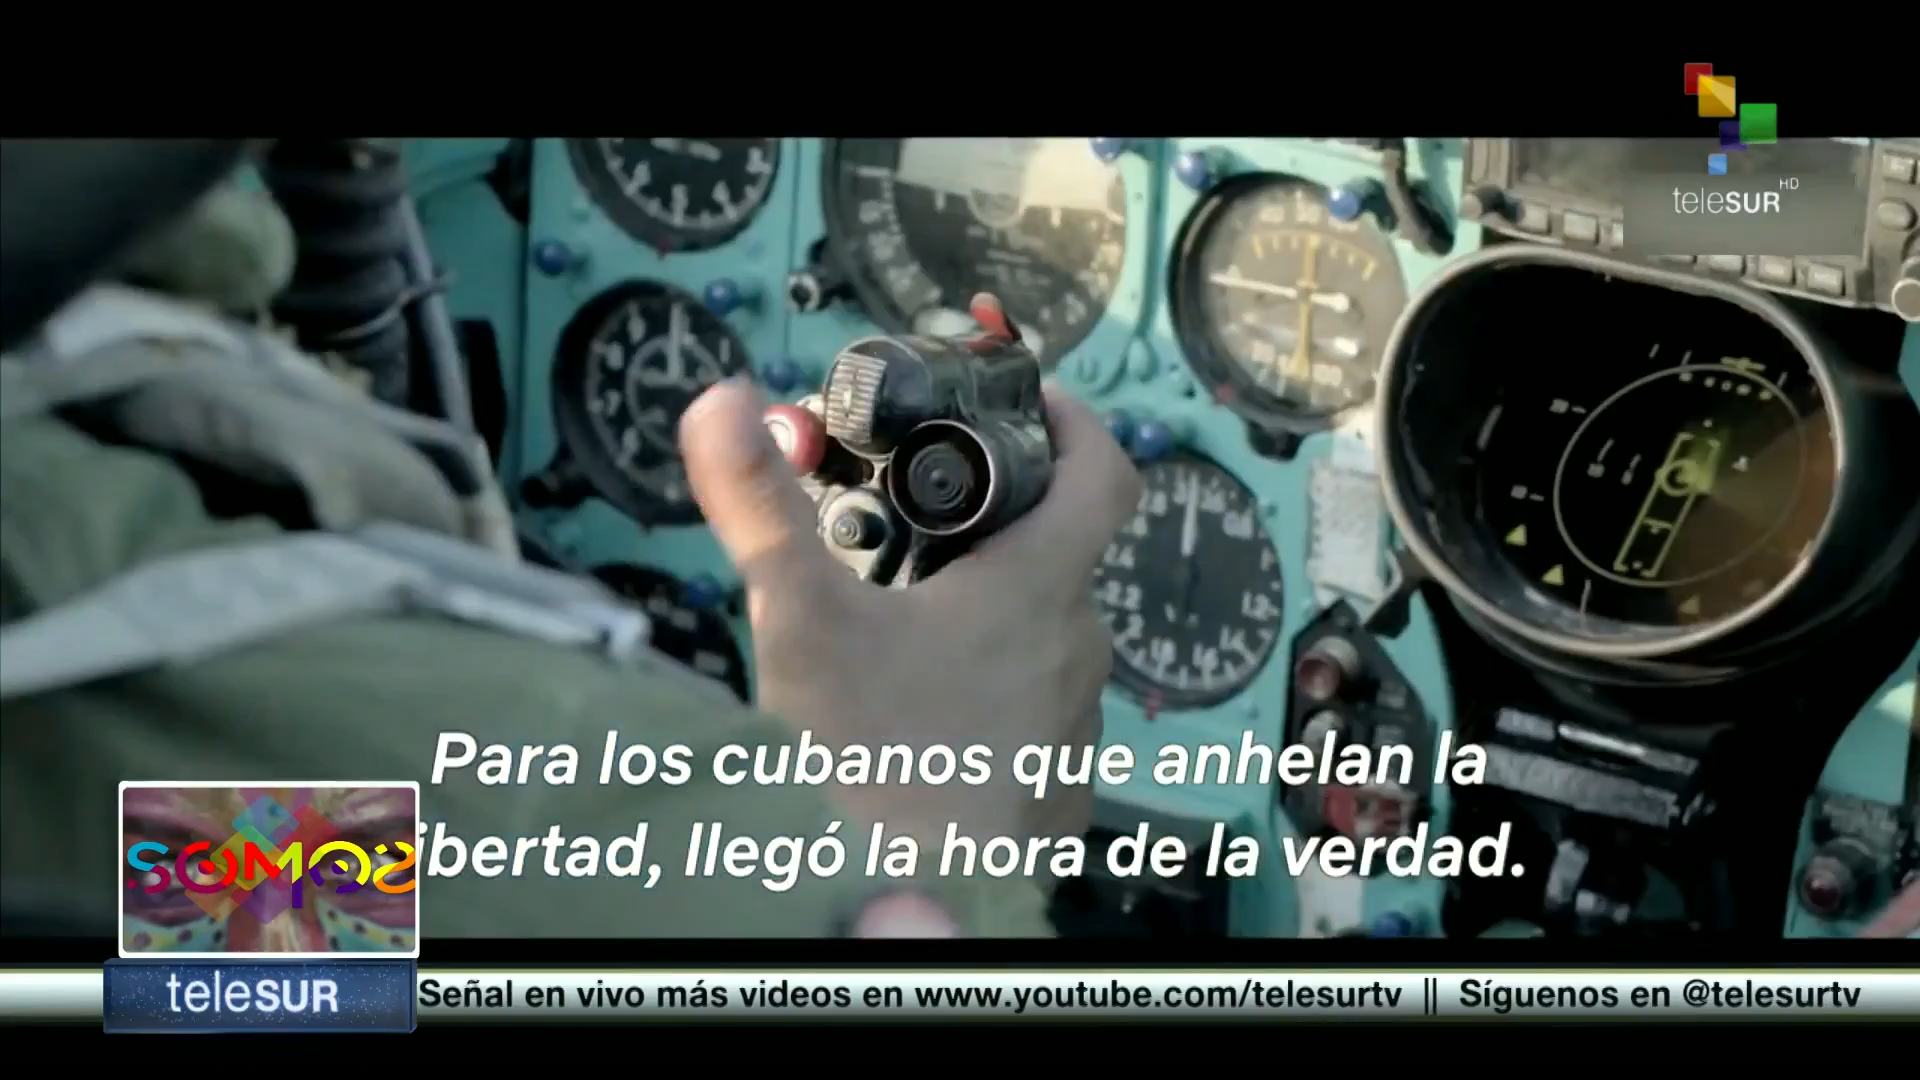 teleSUR HD
Para los cubanos que anhelan la
ibertad, llegó la hora de la verdad.
SOMOS
teleSUR
Señal en vivo más videos en www.youtube.com/telesurtv || Síguenos en @telesurtv